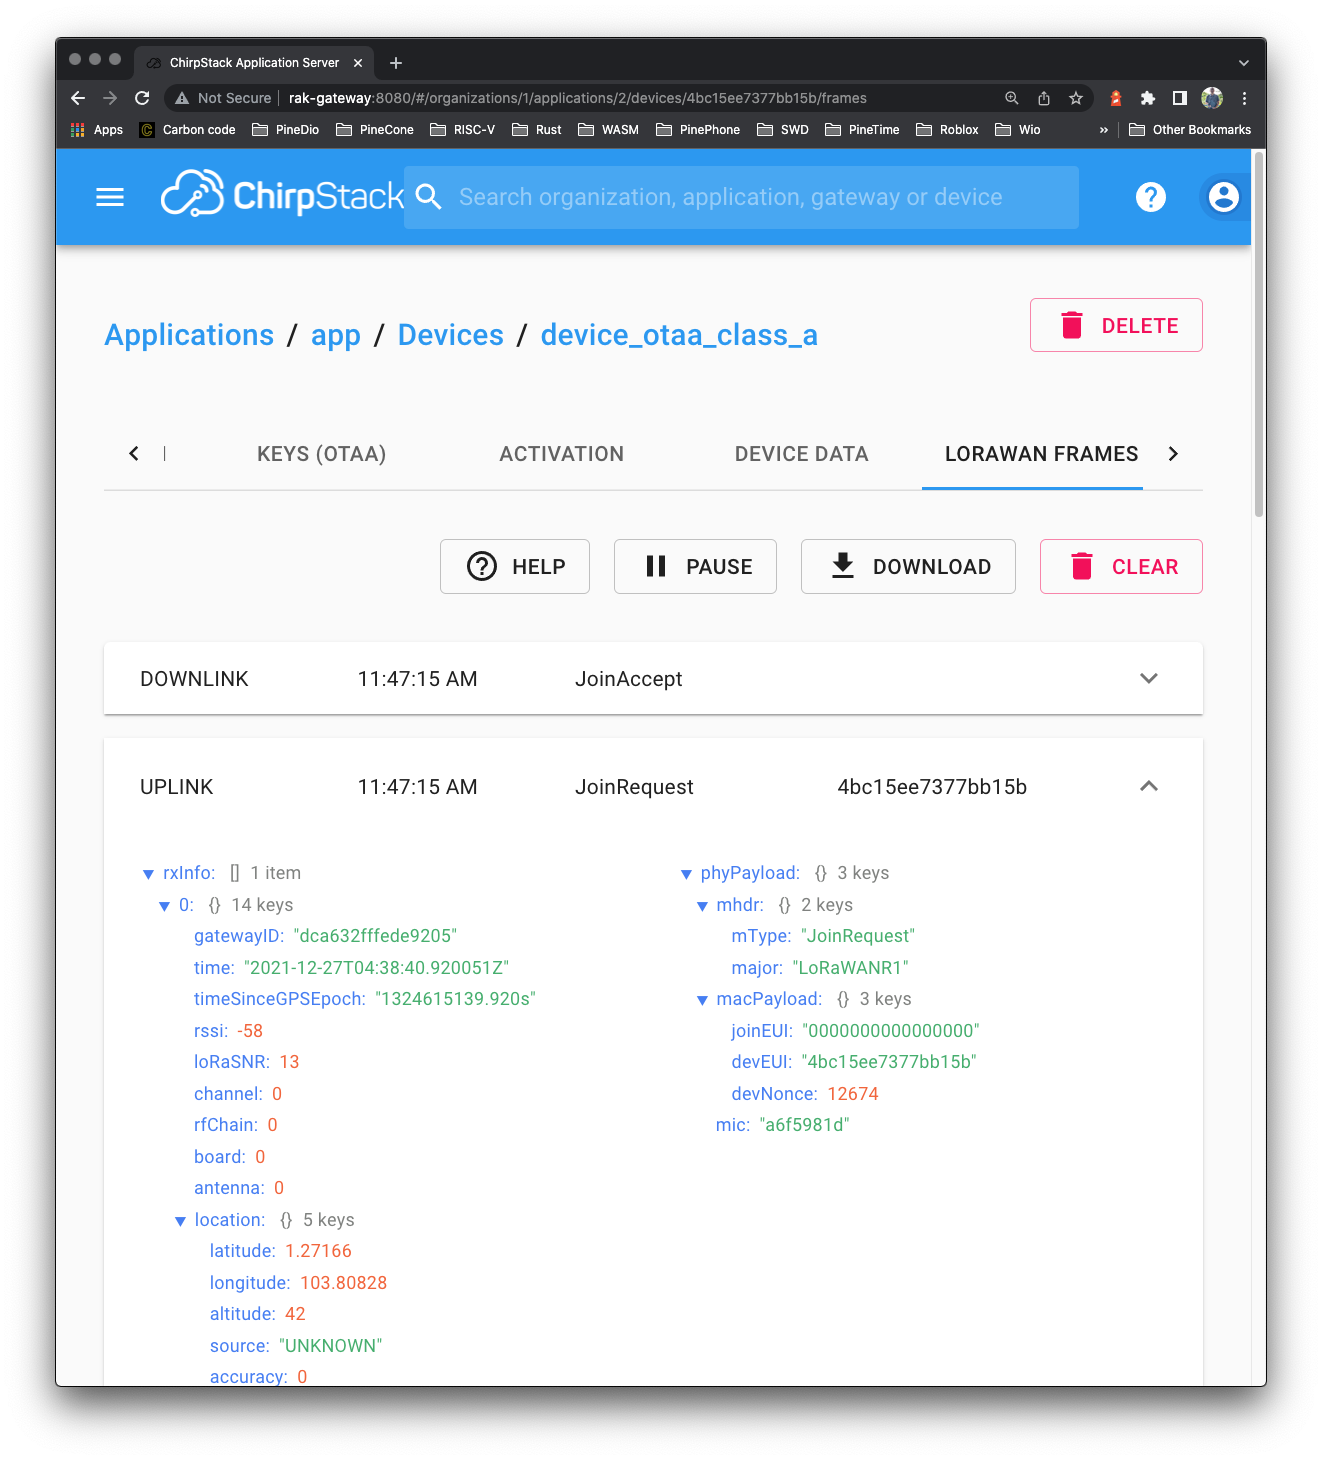 ChirpStack Application Server
Not Secure rak-gateway:8080/#/organizations/1/applications/2/devices/4bc15ee7377bb15b/frames
Apps Carbon code PineDio PineCone RISC-V Rust WASM PinePhone SWD PineTime Roblox Wio » Other Bookmarks
ChirpStack Search organization, application, gateway or device
Applications / app / Devices / device_otaa_class_a DELETE
KEYS (OTAA) ACTIVATION DEVICE DATA LORAWAN FRAMES
HELP PAUSE DOWNLOAD CLEAR
DOWNLINK 11:47:15 AM JoinAccept
UPLINK 11:47:15 AM JoinRequest 4bc15ee7377bb15b
rxInfo: [] 1 item
0: {} 14 keys
gatewayID: "dca632fffede9205"
time: "2021-12-27T04:38:40.920051Z"
timeSinceGPSEpoch: "1324615139.920s"
rssi: -58
loRaSNR: 13
channel: 0
rfChain: 0
board: 0
antenna: 0
location: {} 5 keys
latitude: 1.27166
longitude: 103.80828
altitude: 42
source: "UNKNOWN"
accuracy: 0
phyPayload: {} 3 keys
mhdr: {} 2 keys
mType: "JoinRequest"
major: "LoRaWANR1"
macPayload: {} 3 keys
joinEUI: "0000000000000000"
devEUI: "4bc15ee7377bb15b"
devNonce: 12674
mic: "a6f5981d"